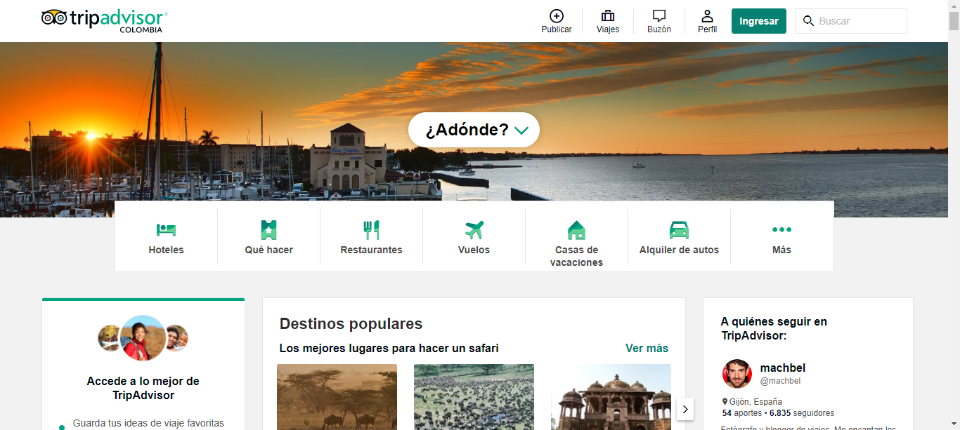 tripadvisor
COLOMBIA
Publicar
Viajes
Buzón
Perfil
Ingresar
Buscar
¿Adónde?
Hoteles
Qué hacer
Restaurantes
Vuelos
Casas de
vacaciones
Alquiler de autos
Más
Accede a lo mejor de
TripAdvisor
Guarda tus ideas de viaje favoritas
Destinos populares
Los mejores lugares para hacer un safari
Ver más
A quiénes seguir en
TripAdvisor:
machbel
@machbel
Gijón, España
54 aportes • 6.835 seguidores
Fotógrafo y blogger de viajes. Me encantan los